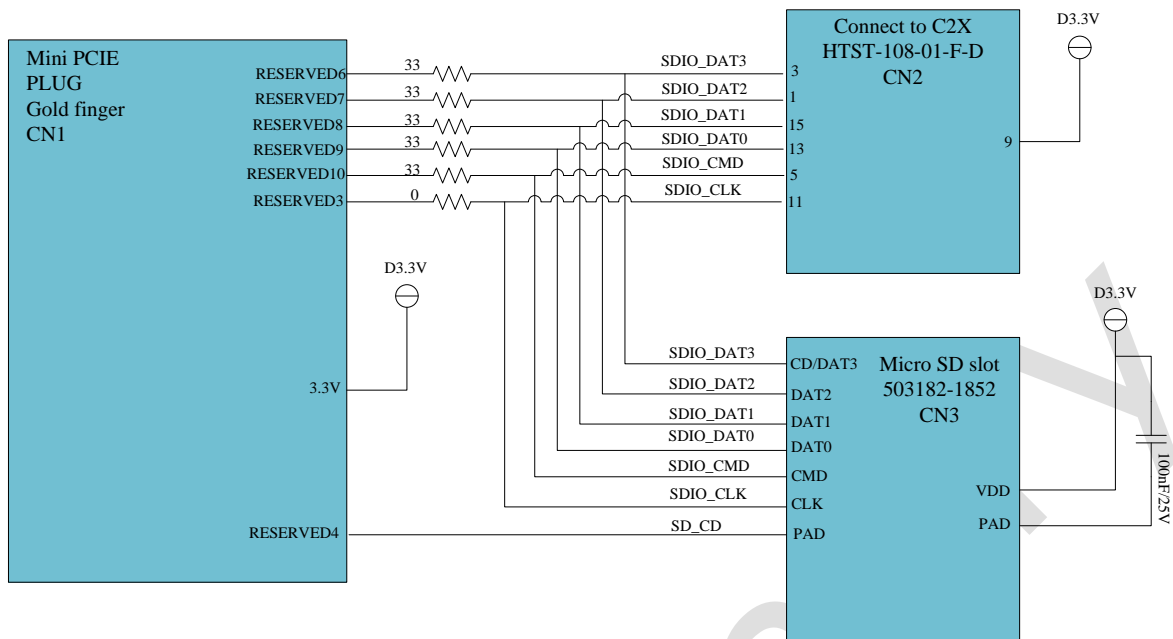 Mini PCIE
PLUG
Gold finger
CN1
RESERVED6
RESERVED7
RESERVED8
RESERVED9
RESERVED10
RESERVED3
3.3V
RESERVED4
33
33
33
33
33
0
D3.3V
SDIO_DAT3
SDIO_DAT2
SDIO_DAT1
SDIO_DAT0
SDIO_CMD
SDIO_CLK
Connect to C2X
HTST-108-01-F-D
CN2
3
1
15
13
5
11
9
D3.3V
SDIO_DAT3
SDIO_DAT2
SDIO_DAT1
SDIO_DAT0
SDIO_CMD
SDIO_CLK
SD_CD
Micro SD slot
503182-1852
CN3
CD/DAT3
DAT2
DAT1
DAT0
CMD
CLK
PAD
VDD
PAD
D3.3V
100nF/25V